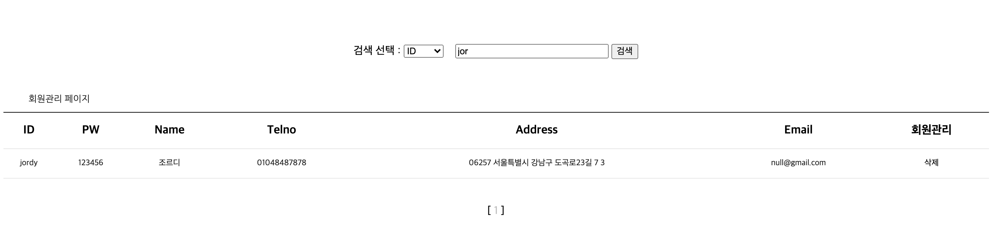 검색 선택 : ID jor 검색
회원관리 페이지
ID PW Name Telno Address Email 회원관리
jordy 123456 조르디 01048487878 06257 서울특별시 강남구 도곡로23길 7 3 null@gmail.com 삭제
[ 1 ]